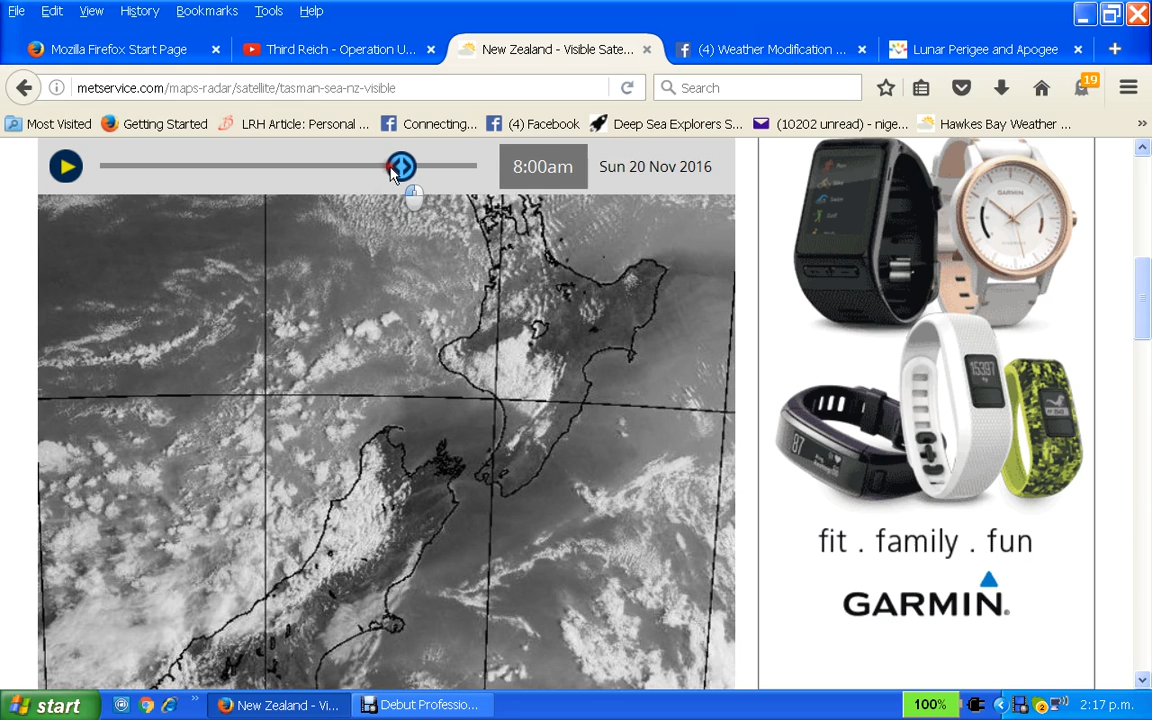 File Edit View History Bookmarks Tools Help
Mozilla Firefox Start Page
Third Reich - Operation U...
New Zealand - Visible Sate...
(4) Weather Modification ...
Lunar Perigee and Apogee
metservice.com/maps-radar/satellite/tasman-sea-nz-visible
Search
19
Most Visited
Getting Started
LRH Article: Personal ...
Connecting...
(4) Facebook
Deep Sea Explorers S...
(10202 unread) - nige...
Hawkes Bay Weather ...
8:00am
Sun 20 Nov 2016
GARMIN
15397
87
fit . family . fun
GARMIN
start
New Zealand - Vi...
Debut Professio...
100%
2:17 p.m.